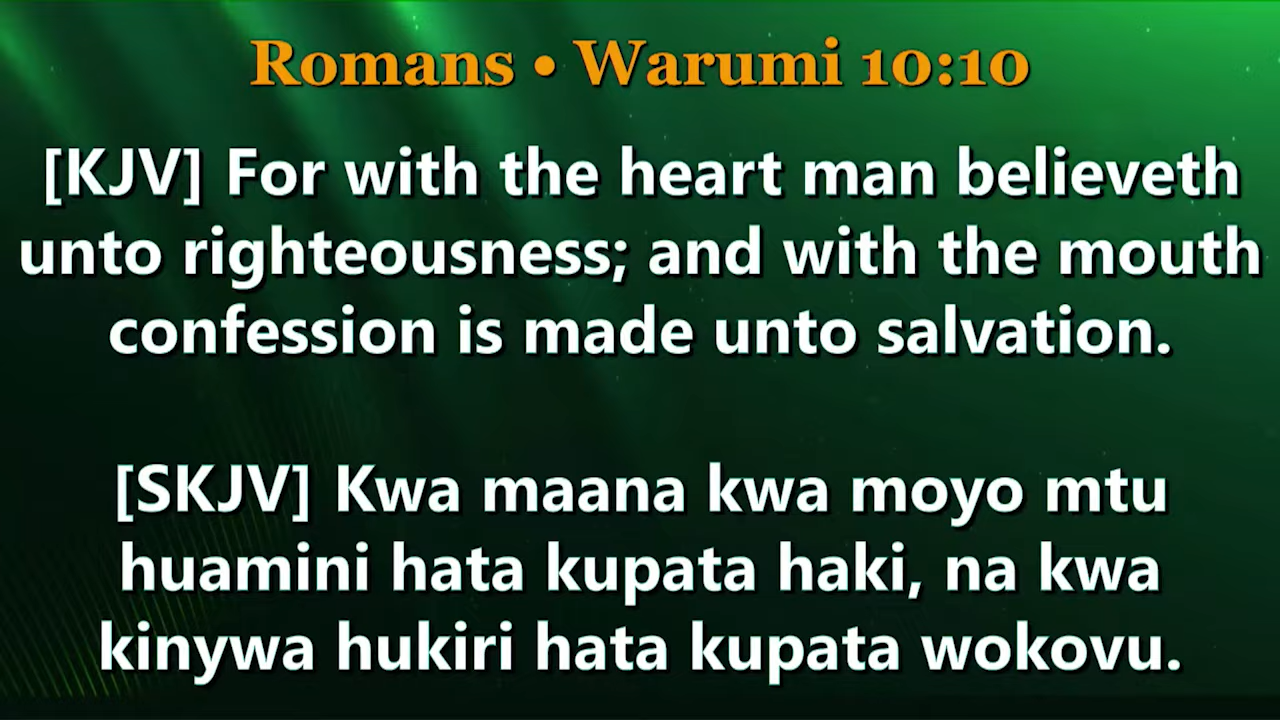 Romans • Warumi 10:10
[KJV] For with the heart man believeth
unto righteousness; and with the mouth
confession is made unto salvation.
[SKJV] Kwa maana kwa moyo mtu
huamini hata kupata haki, na kwa
kinywa hukiri hata kupata wokovu.